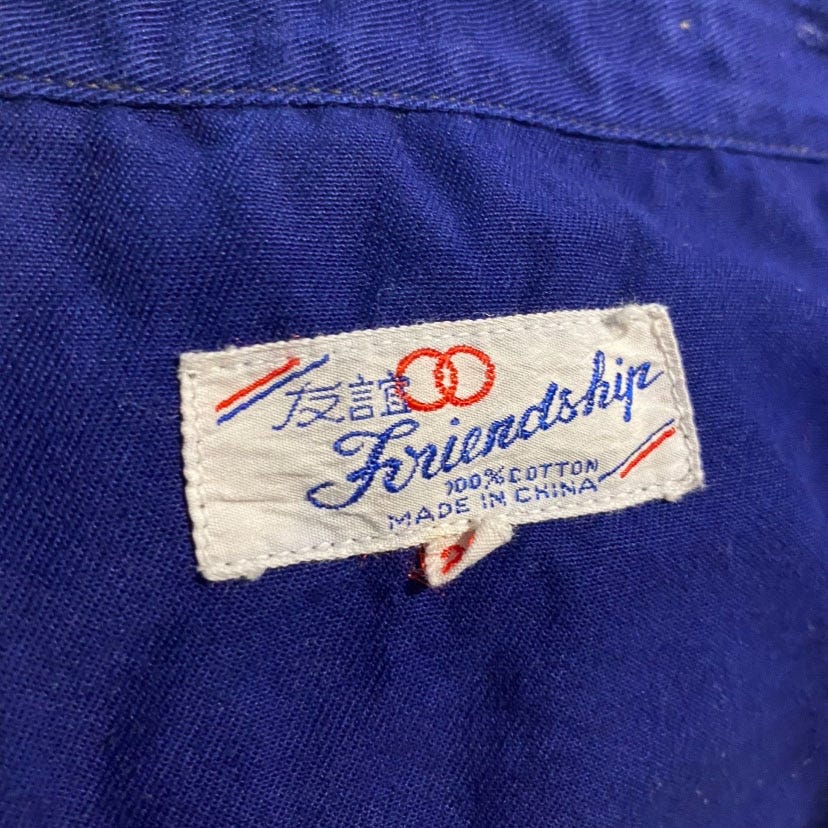 友誼
Friendship
100% COTTON
MADE IN CHINA